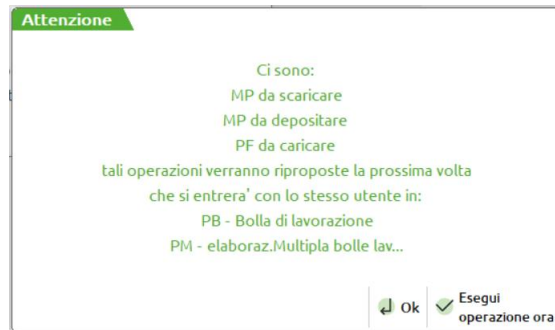 Attenzione
Ci sono:
MP da scaricare
MP da depositare
PF da caricare
tali operazioni verranno riproposte la prossima volta
che si entrera' con lo stesso utente in:
PB - Bolla di lavorazione
PM - elaboraz.Multipla bolle lav...
Ok
Esegui
operazione ora